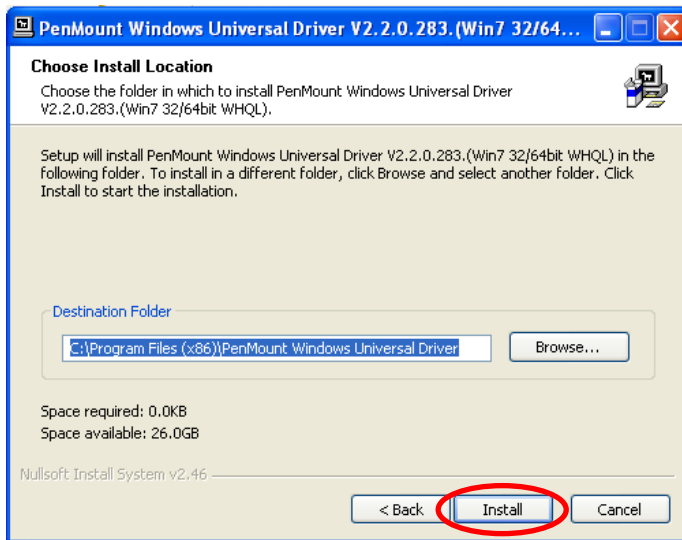 PenMount Windows Universal Driver V2.2.0.283.(Win7 32/64...
Choose Install Location
Choose the folder in which to install PenMount Windows Universal Driver
V2.2.0.283.(Win7 32/64bit WHQL).
Setup will install PenMount Windows Universal Driver V2.2.0.283.(Win7 32/64bit WHQL) in the
following folder. To install in a different folder, click Browse and select another folder. Click
Install to start the installation.
Destination Folder
C:\Program Files (x86)\PenMount Windows Universal Driver
Browse...
Space required: 0.0KB
Space available: 26.0GB
Nullsoft Install System v2.46
< Back
Install
Cancel